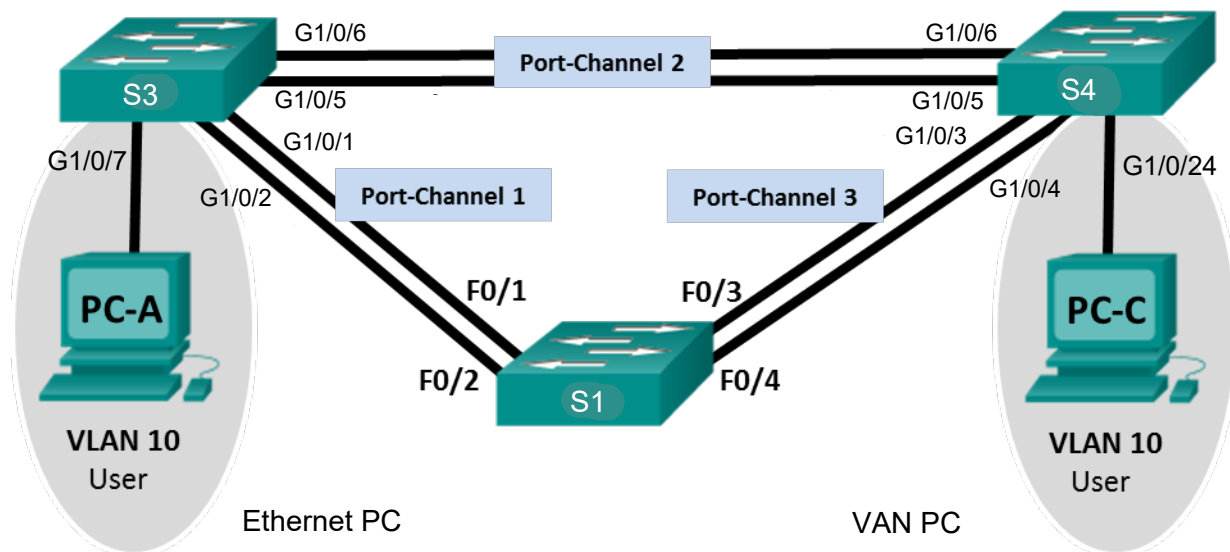 G1/0/6
G1/0/6
Port-Channel 2
S3
S4
G1/0/5
G1/0/5
G1/0/1
G1/0/3
G1/0/7
G1/0/24
G1/0/2
G1/0/4
Port-Channel 1
Port-Channel 3
F0/1
F0/3
PC-A
PC-C
F0/2
F0/4
S1
VLAN 10
User
VLAN 10
User
Ethernet PC
VAN PC